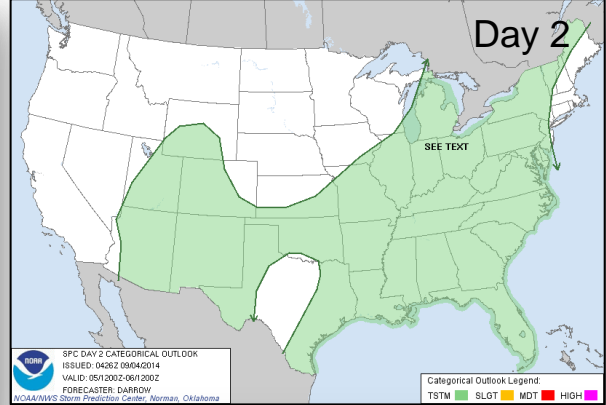 Day 2
SEE TEXT
NOAA
SPC DAY 2 CATEGORICAL OUTLOOK
ISSUED: 0426Z 09/04/2014
VALID: 05/1200Z-06/1200Z
FORECASTER: DARROW
NOAA/NWS Storm Prediction Center, Norman, Oklahoma
Categorical Outlook Legend:
TSTM SLGT MDT HIGH